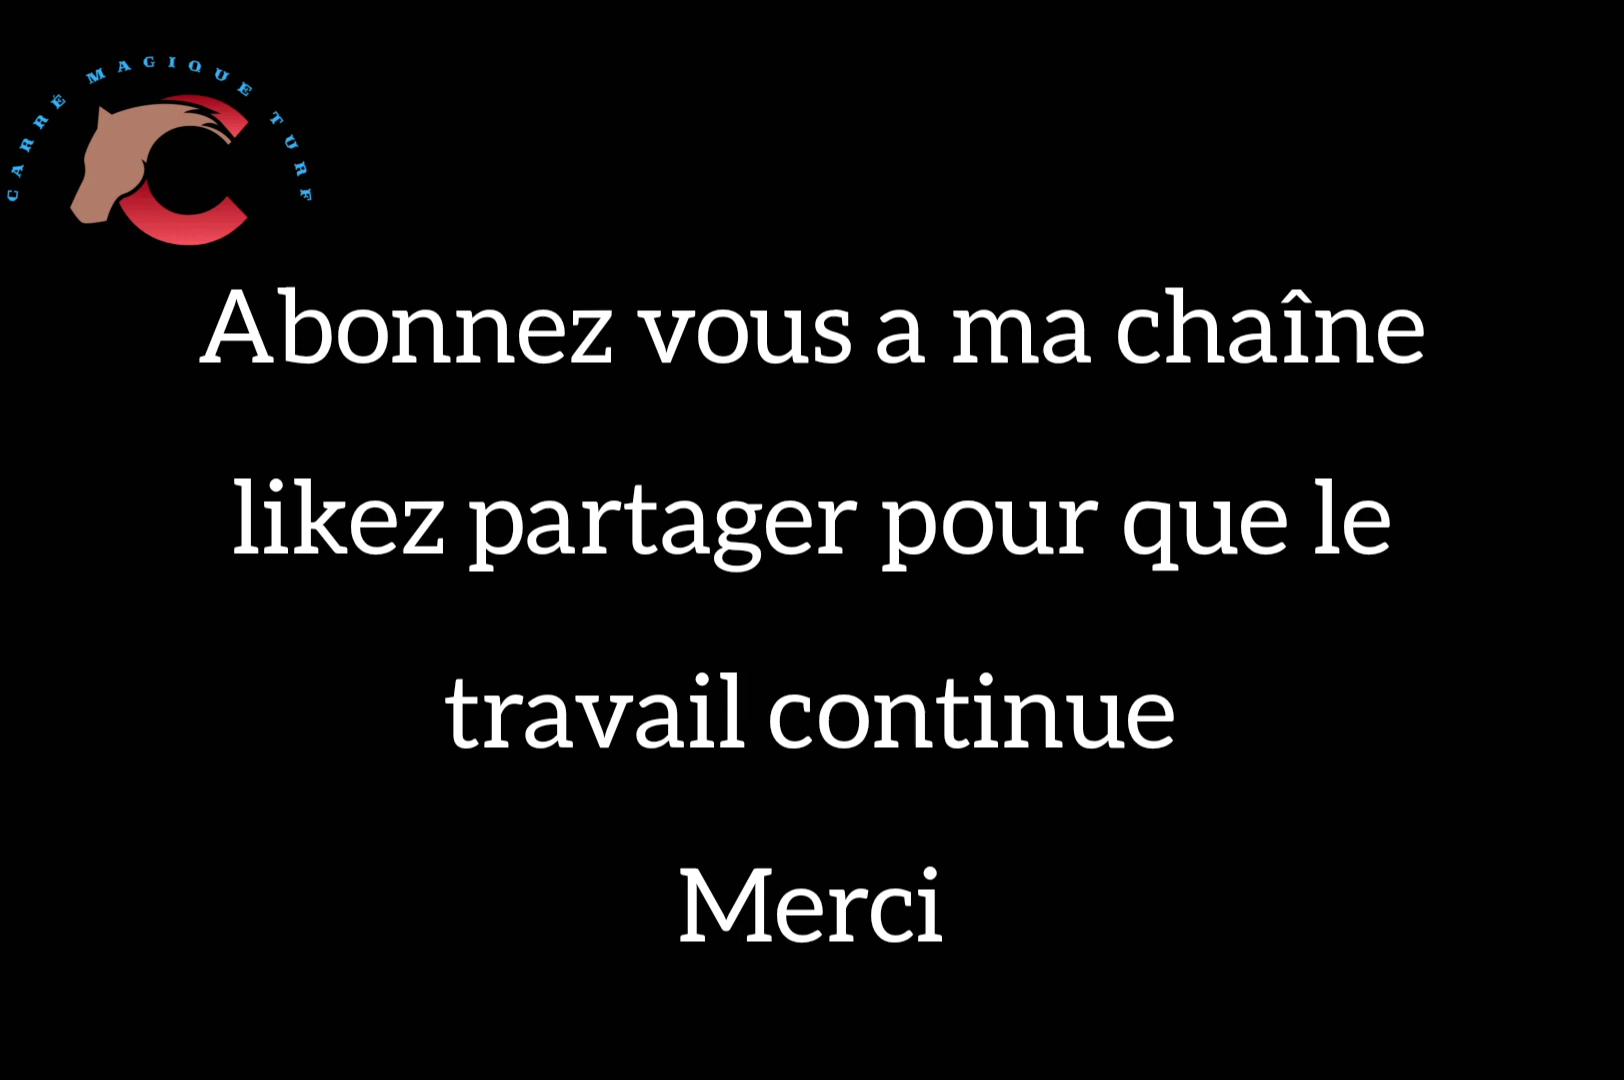 CARRÉ MAGIQUE TURF
Abonnez vous a ma chaîne
likez partager pour que le
travail continue
Merci